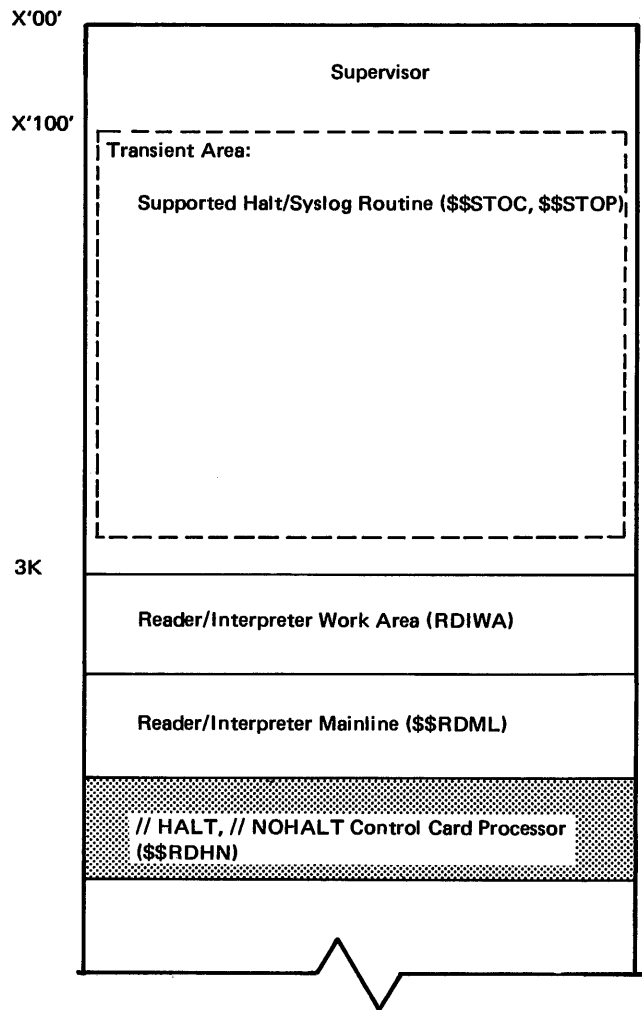 X'00'
Supervisor
X'100'
Transient Area:
Supported Halt/Syslog Routine ($$STOC, $$STOP)
3K
Reader/Interpreter Work Area (RDIWA)
Reader/Interpreter Mainline ($$RDML)
// HALT, // NOHALT Control Card Processor
($$RDHN)